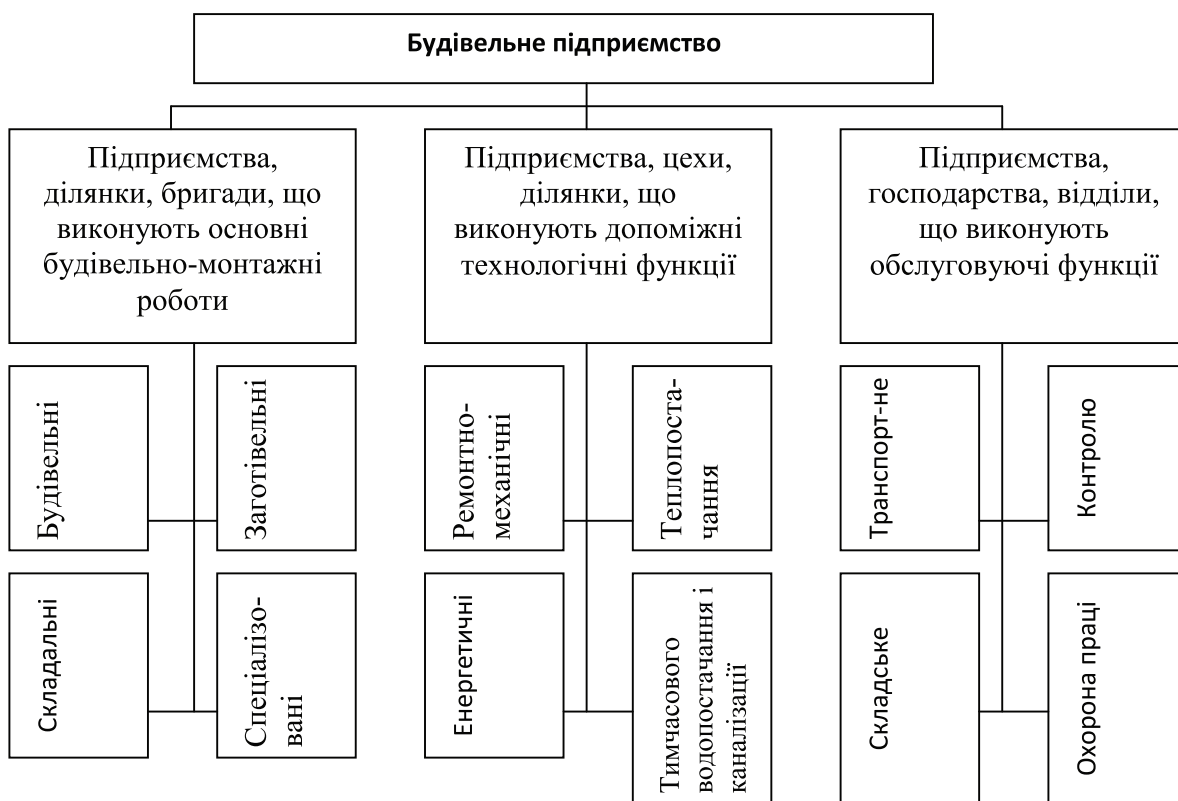 Будівельне підприємство
Підприємства,
ділянки, бригади, що
виконують основні
будівельно-монтажні
роботи
Підприємства, цехи,
ділянки, що
виконують допоміжні
технологічні функції
Підприємства,
господарства, відділи,
що виконують
обслуговуючі функції
Будівельні
Заготівельні
Складальні
Спеціалізо-
вані
Ремонтно-
механічні
Теплопоста-
чання
Енергетичні
Тимчасового
водопостачання і
каналізації
Транспорт-не
Контролю
Складське
Охорона праці